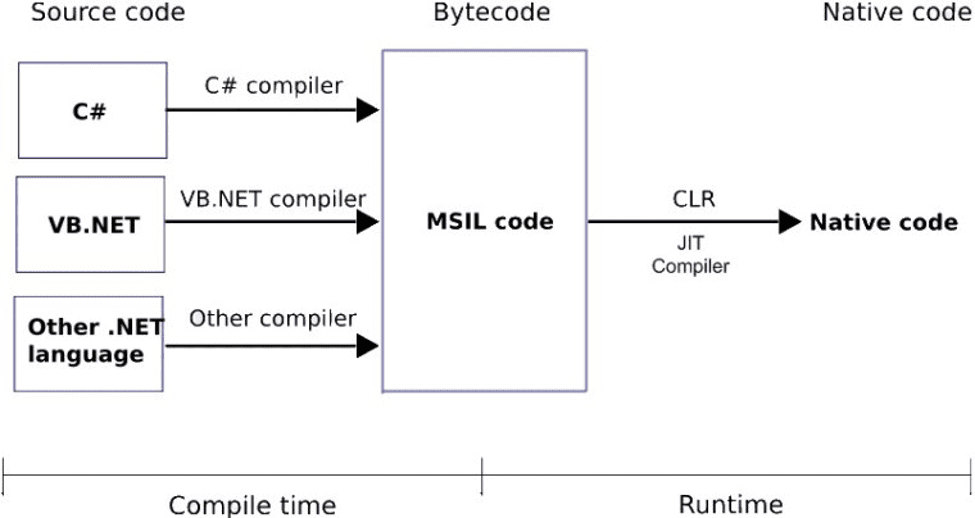 Source code
Bytecode
Native code
C# compiler
C#
VB.NET compiler
VB.NET
MSIL code
CLR
Native code
JIT
Compiler
Other compiler
Other .NET
language
Compile time
Runtime